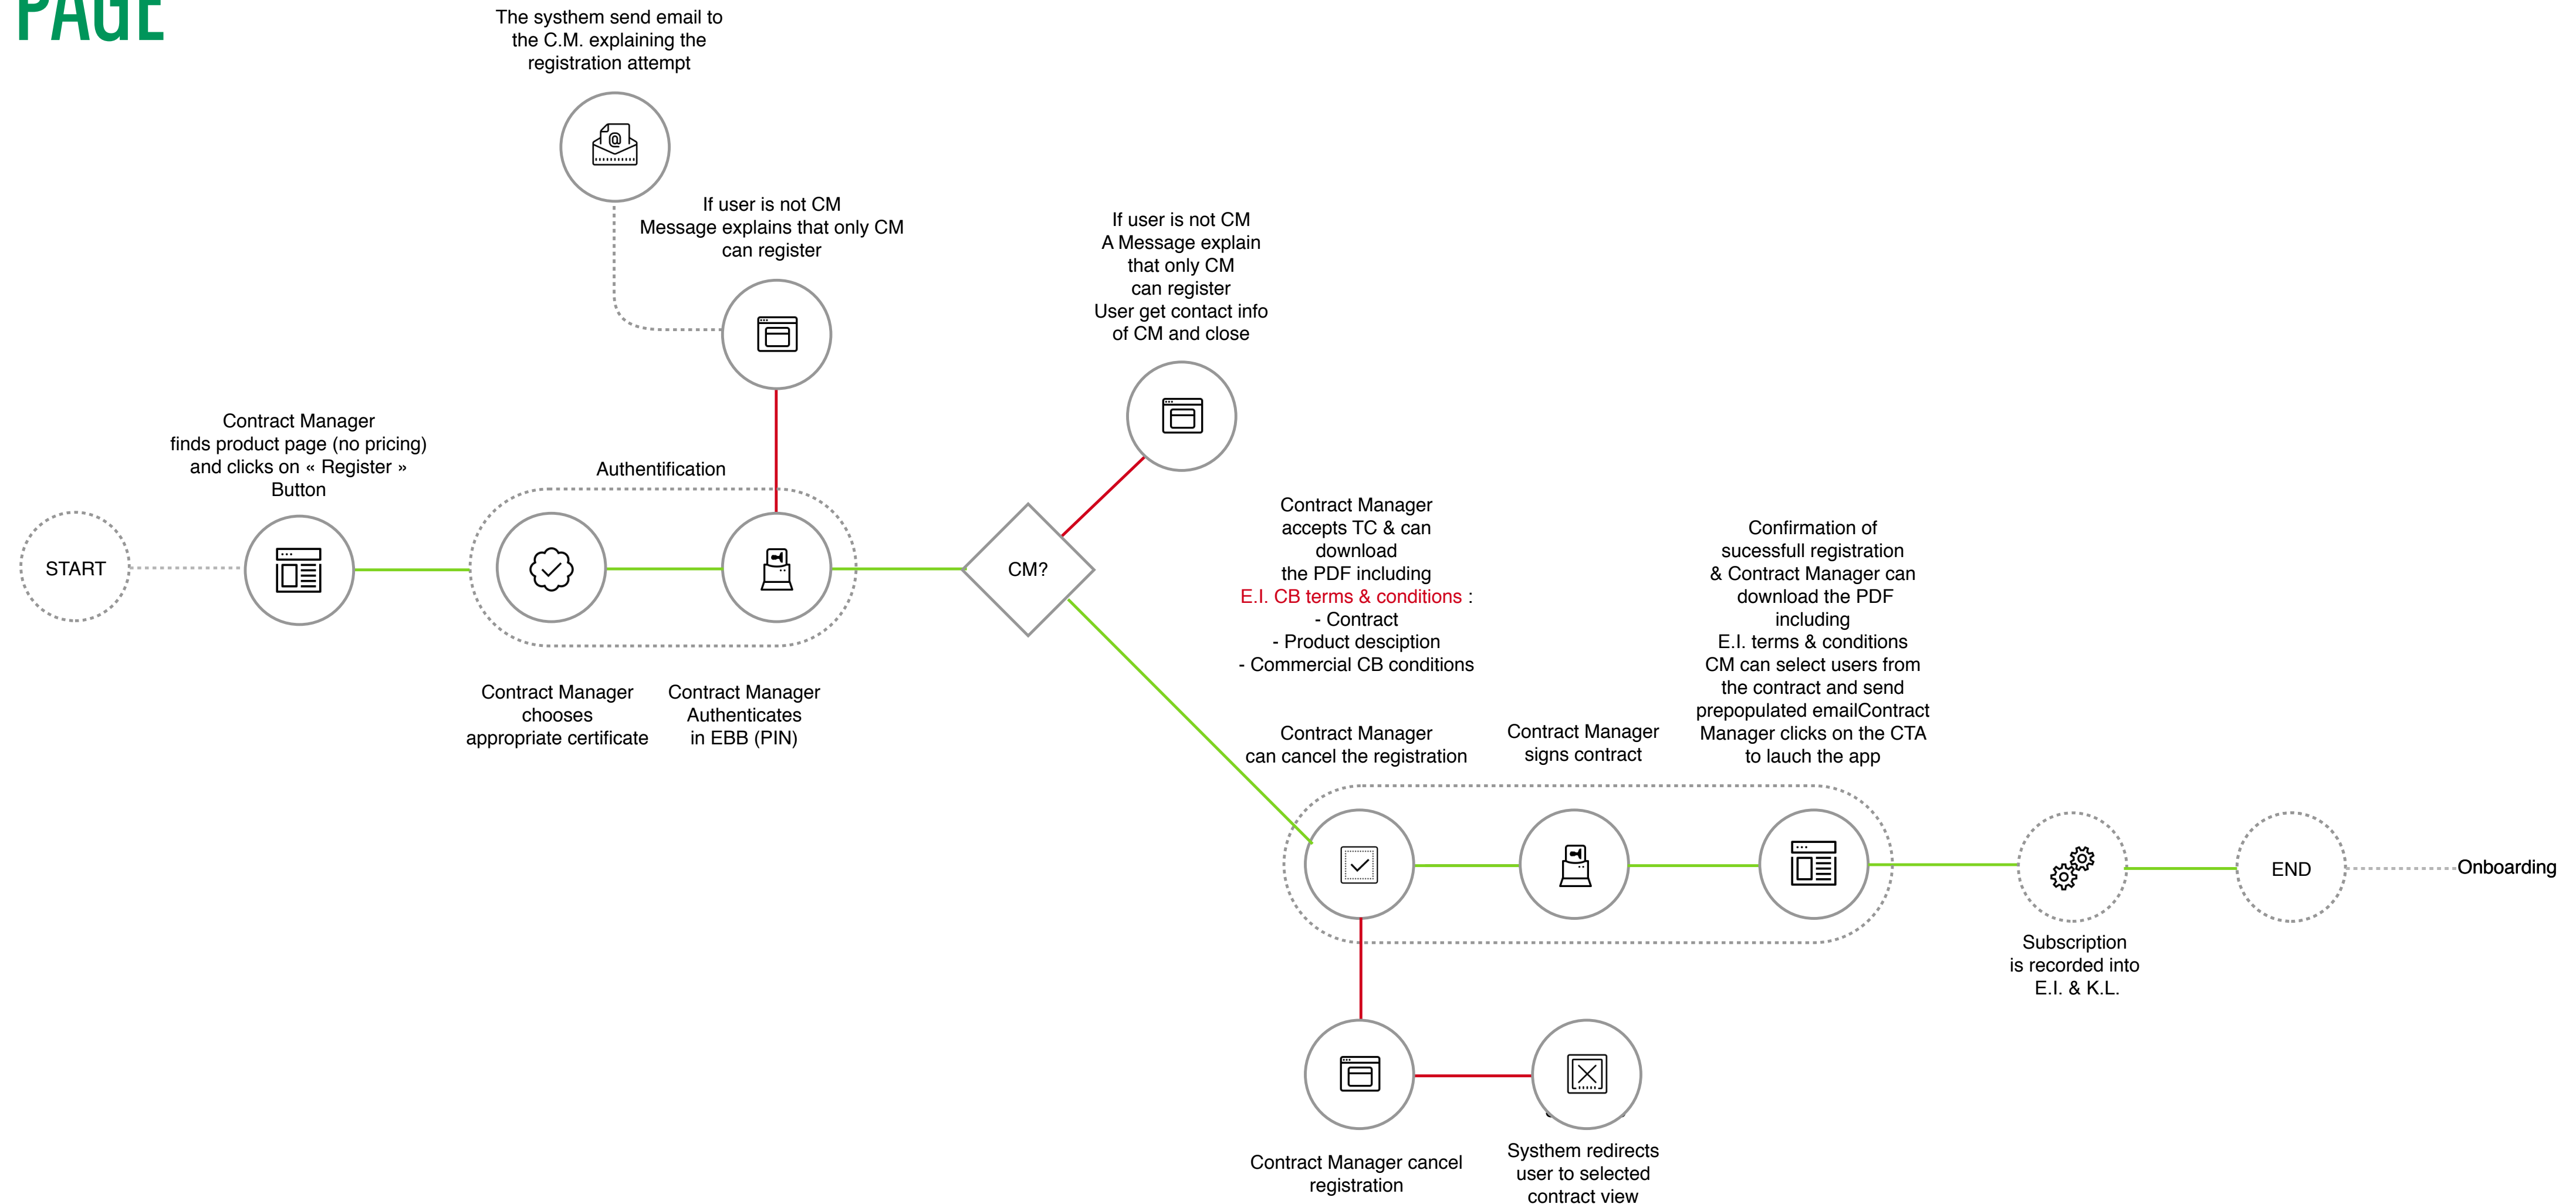 PAGE
The systhem send email to
the C.M. explaining the
registration attempt
@
If user is not CM
Message explains that only CM
can register
If user is not CM
A Message explain
that only CM
can register
User get contact info
of CM and close
Contract Manager
finds product page (no pricing)
and clicks on « Register »
Button
Authentification
START
CM?
Contract Manager
chooses
appropriate certificate
Contract Manager
Authenticates
in EBB (PIN)
Contract Manager
accepts TC & can
download
the PDF including
E.I. CB terms & conditions :
- Contract
- Product desciption
- Commercial CB conditions
Contract Manager
can cancel the registration
Contract Manager
signs contract
Confirmation of
sucessfull registration
& Contract Manager can
download the PDF
including
E.I. terms & conditions
CM can select users from
the contract and send
prepopulated emailContract
Manager clicks on the CTA
to lauch the app
END
Onboarding
Subscription
is recorded into
E.I. & K.L.
Contract Manager cancel
registration
Systhem redirects
user to selected
contract view